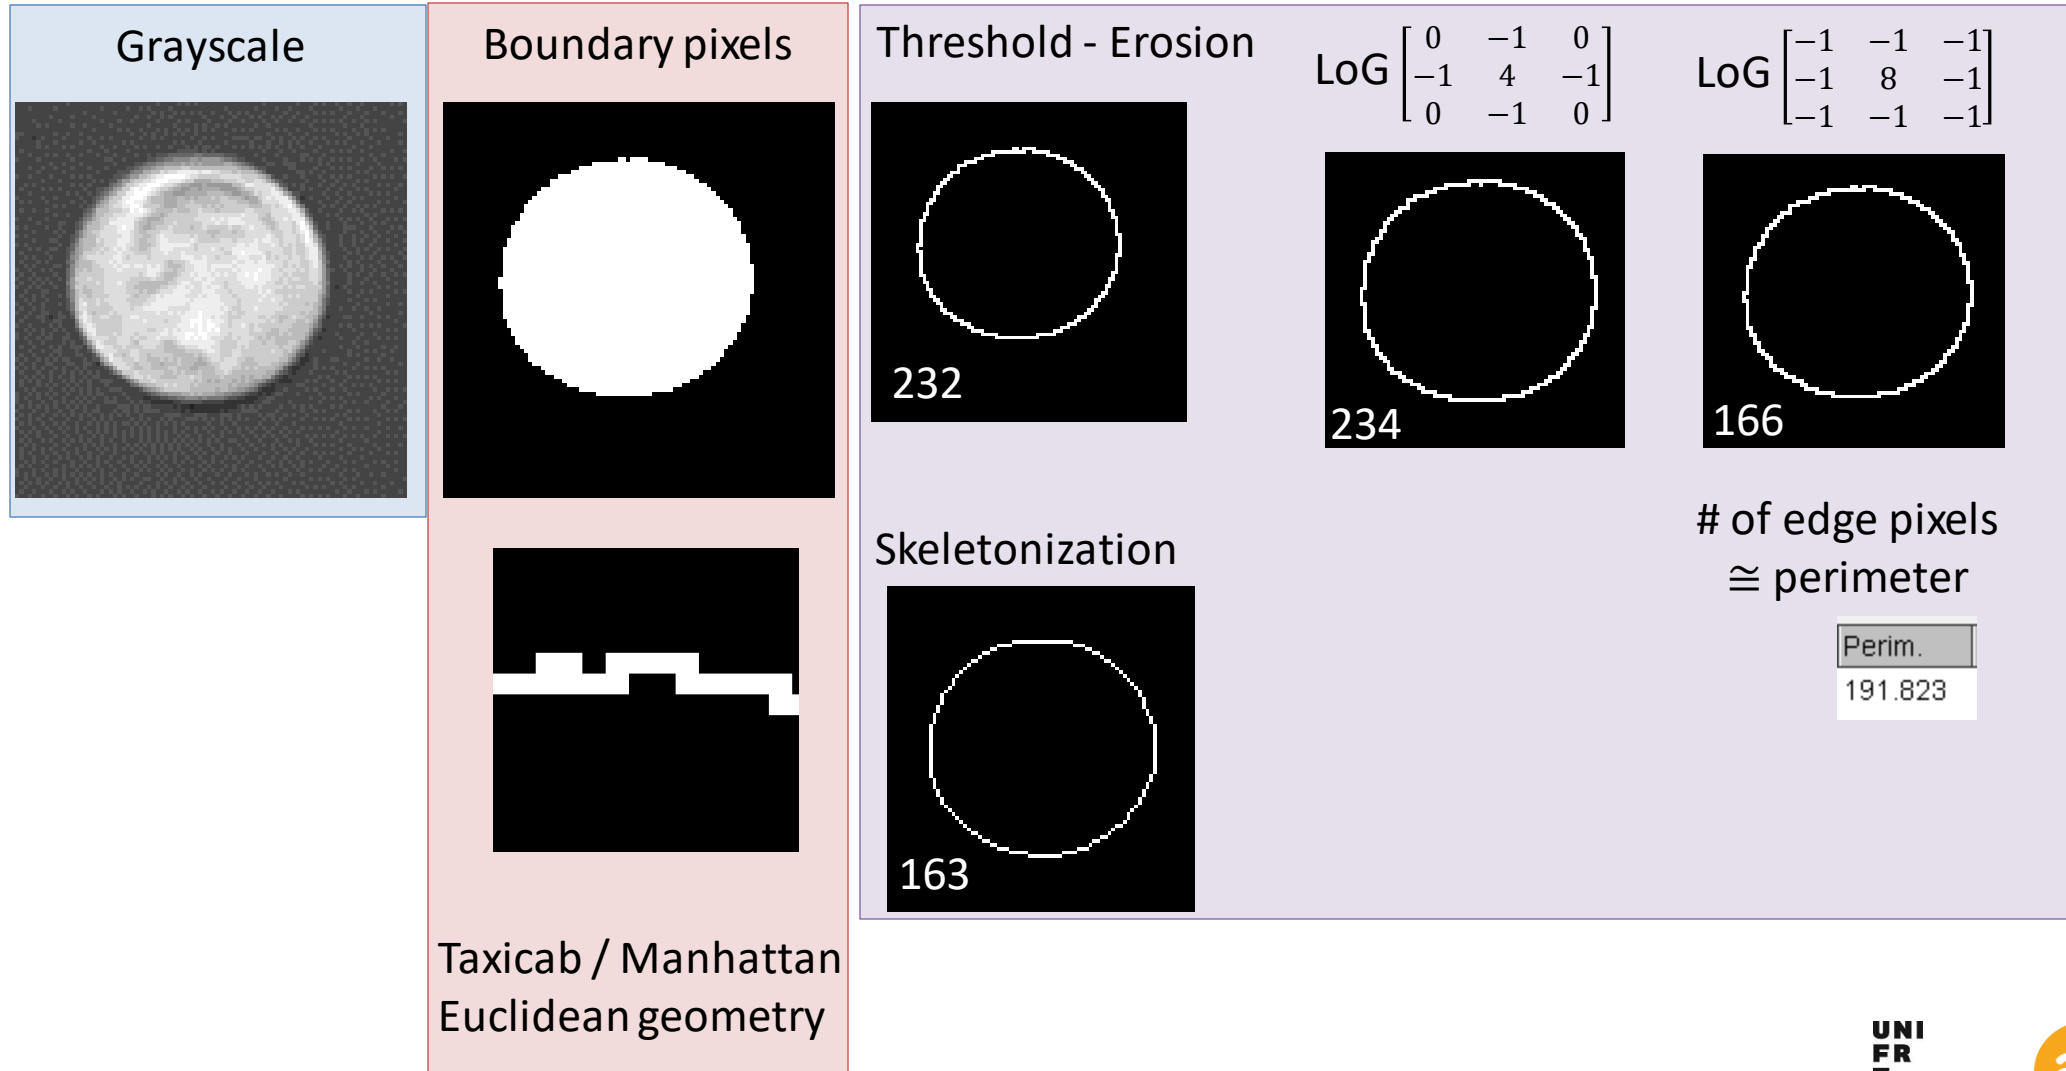 Grayscale
Boundary pixels
Taxicab / Manhattan
Euclidean geometry
Threshold - Erosion
232
LoG [0 −1 0
−1 4 −1
0 −1 0]
234
LoG [−1 −1 −1
−1 8 −1
−1 −1 −1]
166
Skeletonization
163
# of edge pixels
≅ perimeter
Perim.
191.823
UNI
FR